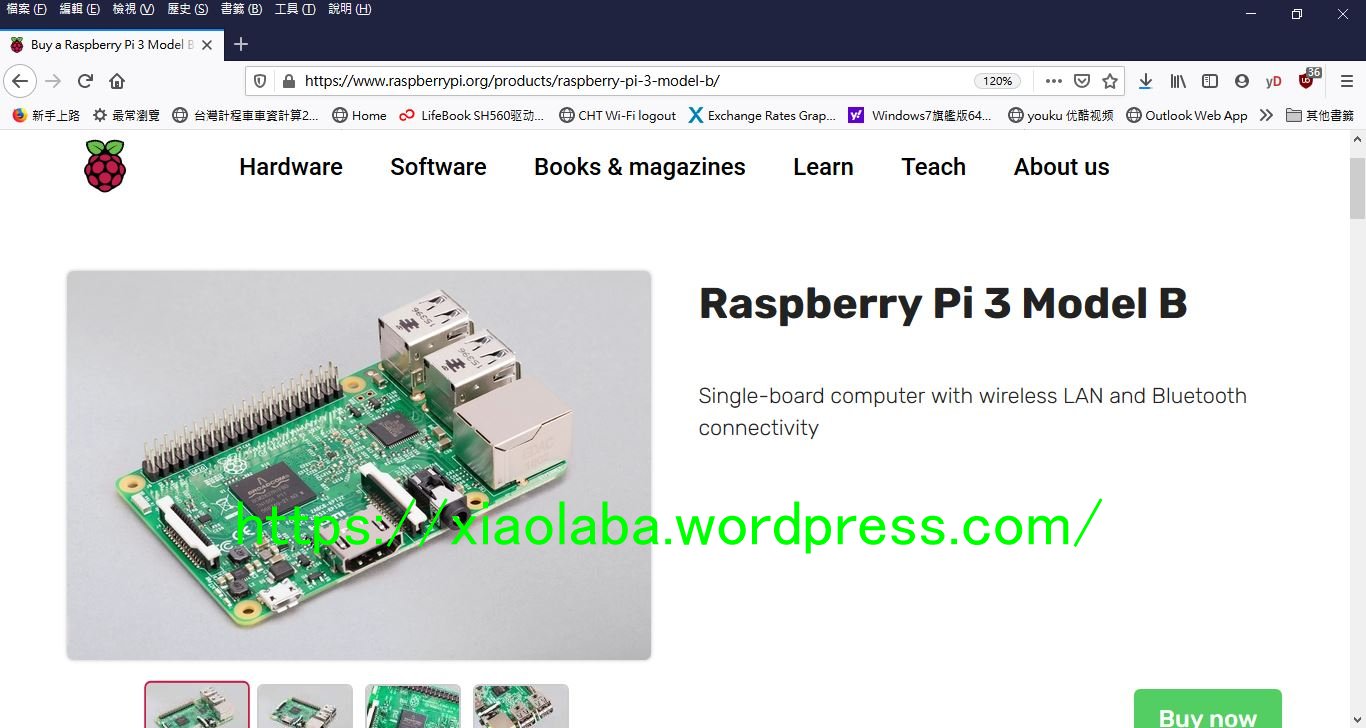 檔案 (F) 編輯 (E) 檢視 (V) 歷史 (S) 書籤 (B) 工具 (T) 說明 (H)
Buy a Raspberry Pi 3 Model B
https://www.raspberrypi.org/products/raspberry-pi-3-model-b/
120%
yD
36
新手上路
最常瀏覽
台灣計程車車資計算2...
Home
LifeBook SH560驱动...
CHT Wi-Fi logout
Exchange Rates Grap...
Windows7旗艦版64...
youku 优酷视频
Outlook Web App
其他書籤
Hardware
Software
Books & magazines
Learn
Teach
About us
Raspberry Pi 3 Model B
Single-board computer with wireless LAN and Bluetooth
connectivity
15396
15396
BROADCOM
https://xiaolaba.wordpress.com/
Buy now